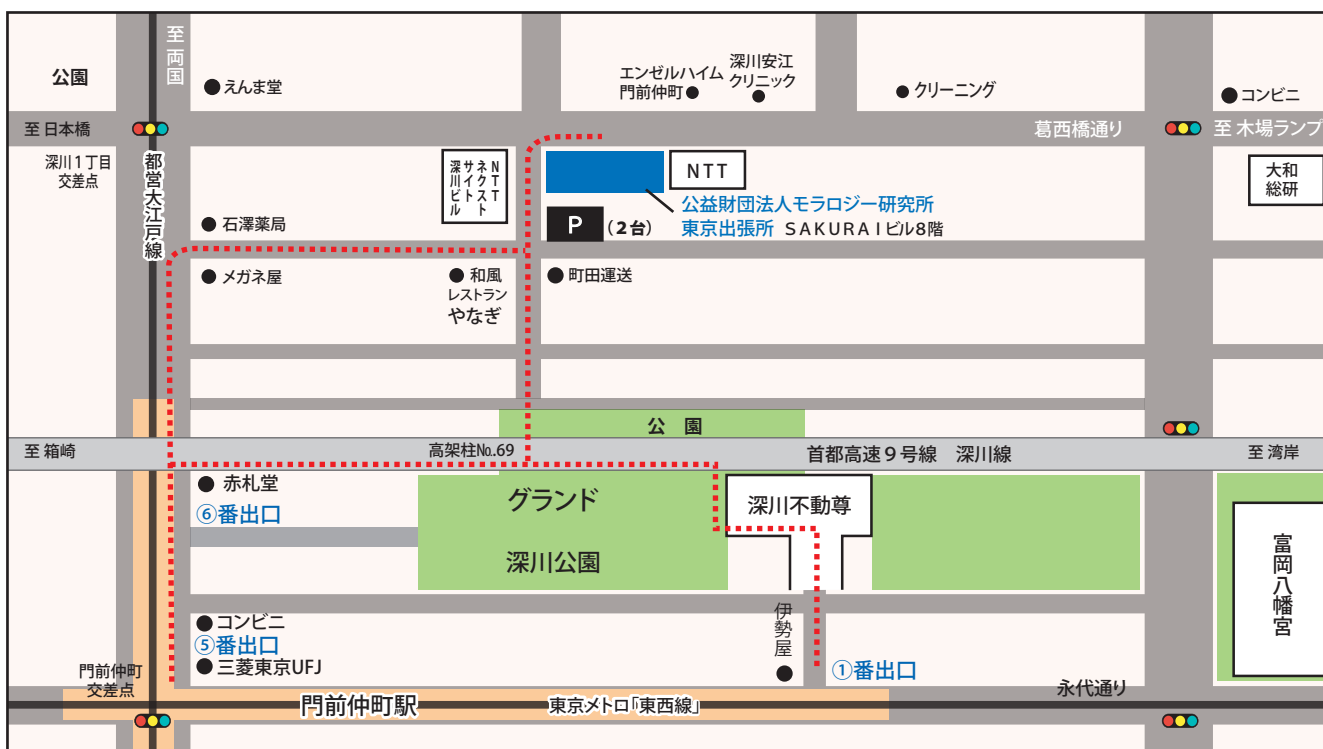 至両国
公園
えんま堂
エンゼルハイム
門前仲町
深川安江
クリニック
クリーニング
コンビニ
至 日本橋
葛西橋通り
至 木場ランプ
深川1丁目
交差点
都営大江戸線
NTT
ネクスト
サイト
深川ビル
NTT
大和
総研
公益財団法人モラロジー研究所
東京出張所 SAKURAIビル8階
P (2台)
石澤薬局
メガネ屋
和風
レストラン
やなぎ
町田運送
公 園
至 箱崎
高架柱No.69
首都高速9号線 深川線
至 湾岸
赤札堂
⑥番出口
グランド
深川公園
深川不動尊
富岡八幡宮
伊勢屋
コンビニ
⑤番出口
三菱東京UFJ
①番出口
門前仲町
交差点
永代通り
門前仲町駅
東京メトロ「東西線」